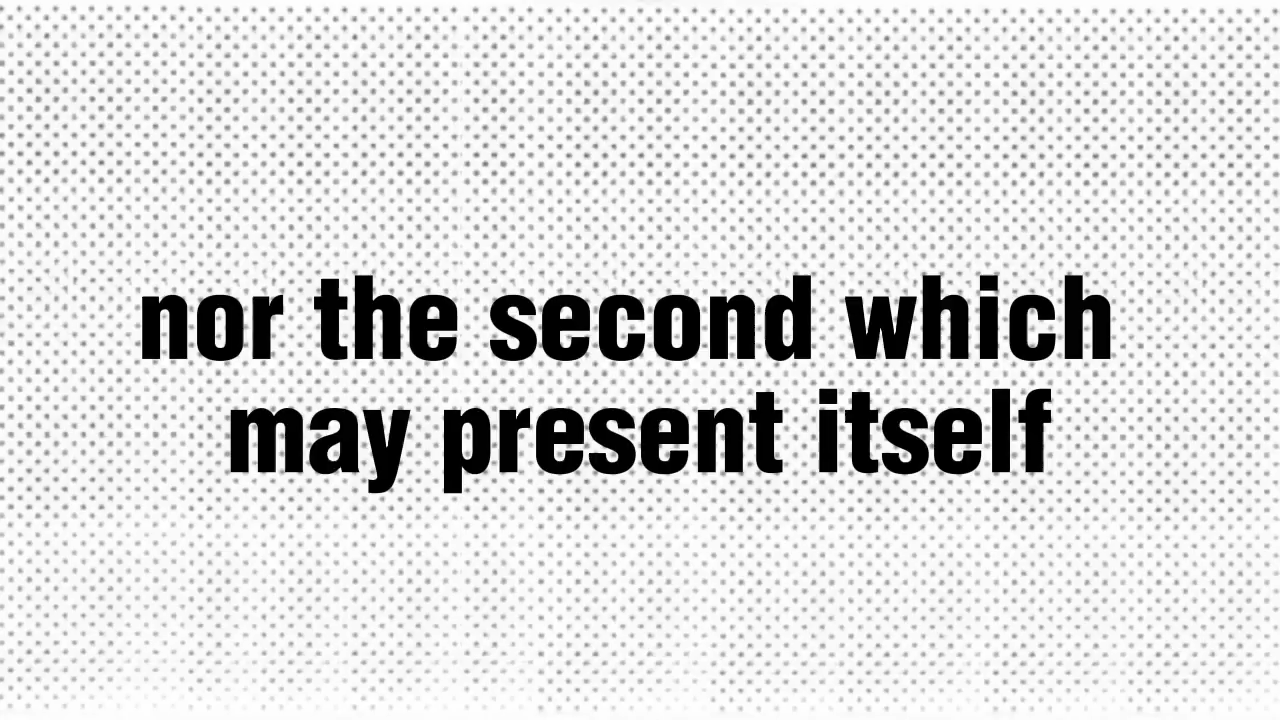 nor the second which
may present itself